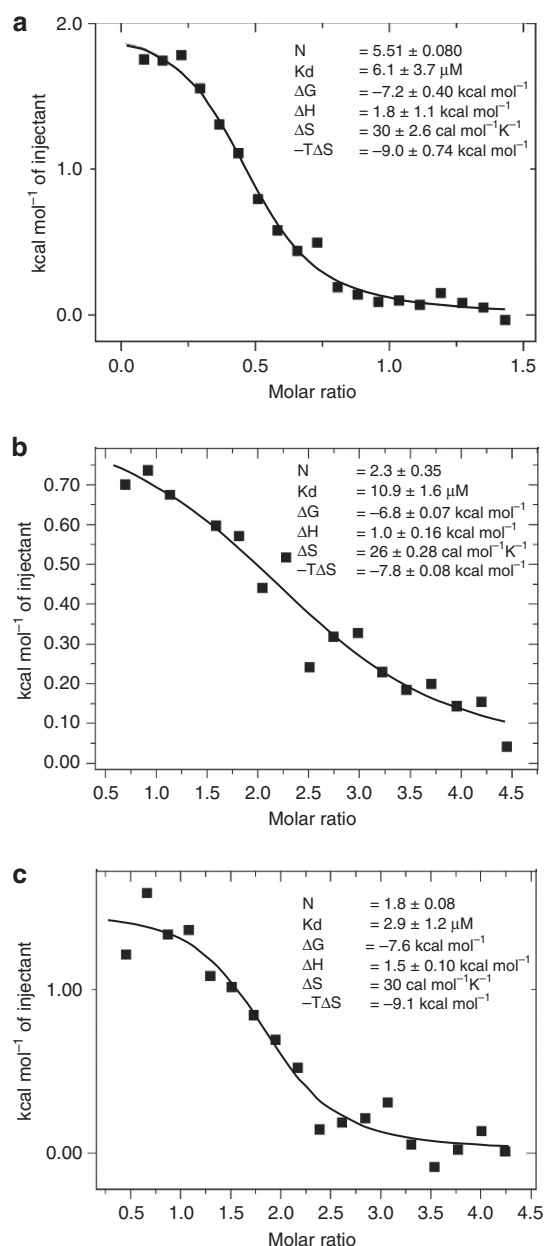 a
2.0
1.0
0.0
kcal mol⁻¹ of injectant
N = 5.51 ± 0.080
Kd = 6.1 ± 3.7 μM
ΔG = −7.2 ± 0.40 kcal mol⁻¹
ΔH = 1.8 ± 1.1 kcal mol⁻¹
ΔS = 30 ± 2.6 cal mol⁻¹K⁻¹
−TΔS = −9.0 ± 0.74 kcal mol⁻¹
0.0 0.5 1.0 1.5
Molar ratio
b
0.70
0.60
0.50
0.40
0.30
0.20
0.10
0.00
kcal mol⁻¹ of injectant
N = 2.3 ± 0.35
Kd = 10.9 ± 1.6 μM
ΔG = −6.8 ± 0.07 kcal mol⁻¹
ΔH = 1.0 ± 0.16 kcal mol⁻¹
ΔS = 26 ± 0.28 cal mol⁻¹K⁻¹
−TΔS = −7.8 ± 0.08 kcal mol⁻¹
0.5 1.0 1.5 2.0 2.5 3.0 3.5 4.0 4.5
Molar ratio
c
1.00
0.00
kcal mol⁻¹ of injectant
N = 1.8 ± 0.08
Kd = 2.9 ± 1.2 μM
ΔG = −7.6 kcal mol⁻¹
ΔH = 1.5 ± 0.10 kcal mol⁻¹
ΔS = 30 cal mol⁻¹K⁻¹
−TΔS = −9.1 kcal mol⁻¹
0.5 1.0 1.5 2.0 2.5 3.0 3.5 4.0 4.5
Molar ratio